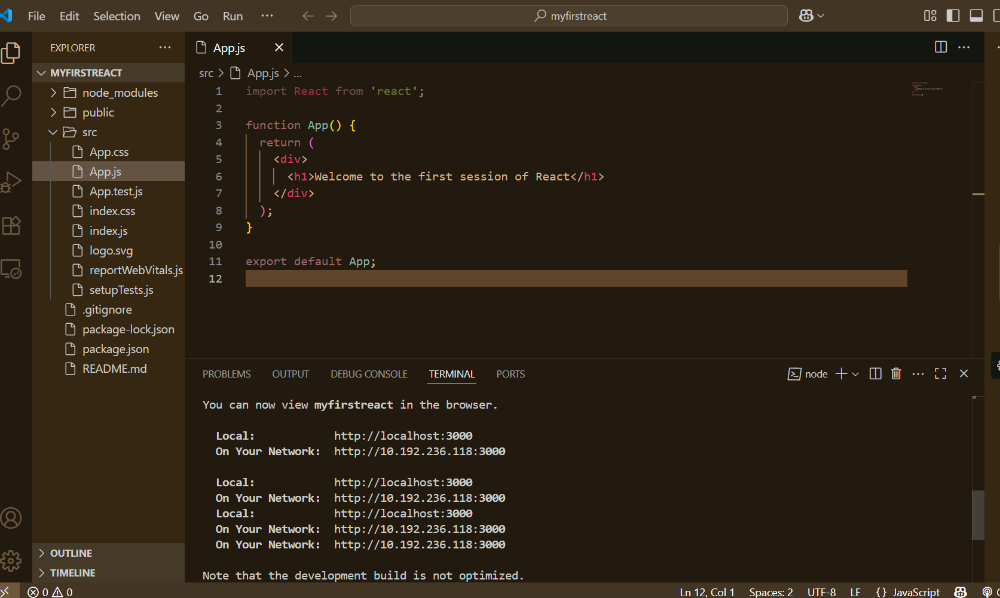 File Edit Selection View Go Run ··· myfirstreact
EXPLORER ···
MYFIRSTREACT
node_modules
public
src
App.css
App.js
App.test.js
index.css
index.js
logo.svg
reportWebVitals.js
setupTests.js
.gitignore
package-lock.json
package.json
README.md
OUTLINE
TIMELINE
App.js
src > App.js > ...
1 import React from 'react';
2
3 function App() {
4 return (
5 <div>
6 <h1>Welcome to the first session of React</h1>
7 </div>
8 );
9 }
10
11 export default App;
12
PROBLEMS OUTPUT DEBUG CONSOLE TERMINAL PORTS node
You can now view myfirstreact in the browser.
Local: http://localhost:3000
On Your Network: http://10.192.236.118:3000
Local: http://localhost:3000
On Your Network: http://10.192.236.118:3000
Local: http://localhost:3000
On Your Network: http://10.192.236.118:3000
On Your Network: http://10.192.236.118:3000
Note that the development build is not optimized.
0 0 Ln 12, Col 1 Spaces: 2 UTF-8 LF {} JavaScript